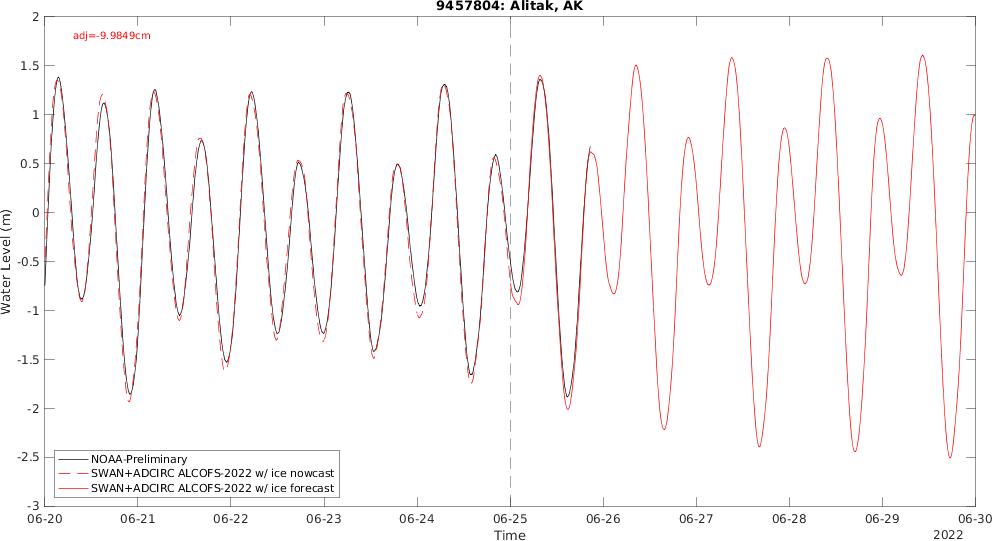 9457804: Alitak, AK
adj=-9.9849cm
2
1.5
1
0.5
0
-0.5
-1
-1.5
-2
-2.5
-3
Water Level (m)
NOAA-Preliminary
SWAN+ADCIRC ALCOFS-2022 w/ ice nowcast
SWAN+ADCIRC ALCOFS-2022 w/ ice forecast
06-20 06-21 06-22 06-23 06-24 06-25 06-26 06-27 06-28 06-29 06-30
Time
2022